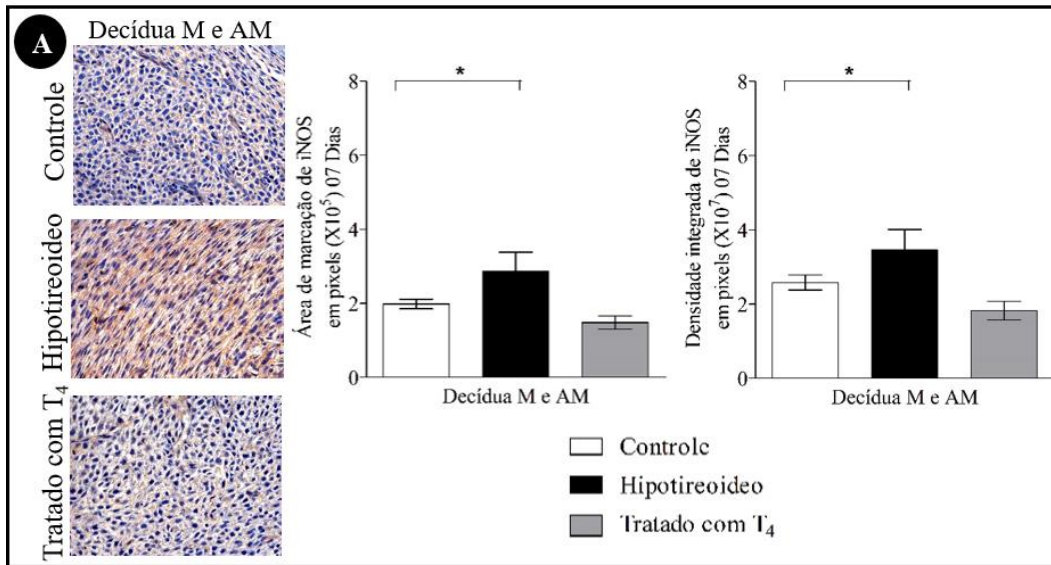 A
Decídua M e AM
Controle
Hipotireoideo
Tratado com T₄
Área de marcação de iNOS
em pixels (X10⁵) 07 Dias
8
6
4
2
0
*
Decídua M e AM
Densidade integrada de iNOS
em pixels (X10⁷) 07 Dias
8
6
4
2
0
*
Decídua M e AM
Controle
Hipotireoideo
Tratado com T₄